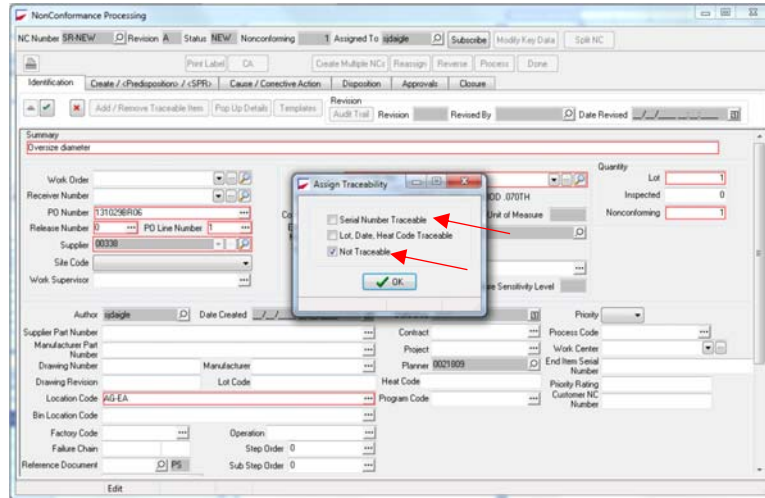 NonConformance Processing
NC Number SR-NEW Revision A Status NEW Nonconforming 1 Assigned To sjdaigle Subscribe Modify Key Data Split NC
Print Label CA Create Multiple NCs Reassign Reverse Process Done
Identification Create / <Predisposition> / <SPR> Cause / Corrective Action Disposition Approvals Closure
Add / Remove Traceable Item Pop Up Details Templates Revision Audit Trail Revision Revised By Date Revised
Summary
Oversize diameter
Quantity
Work Order Lot 1
Assign Traceability
Receiver Number OD .070TH Inspected 0
PO Number 131029BR06 Serial Number Traceable Unit of Measure Nonconforming 1
Release Number 0 PO Line Number 1 Lot, Date, Heat Code Traceable
Supplier 00338 Not Traceable
Site Code
OK
Work Supervisor Sensitivity Level
Author sjdaigle Date Created Priority
Supplier Part Number Contract Process Code
Manufacturer Part Number Project Work Center
Drawing Number Manufacturer Planner 0021809 End Item Serial Number
Drawing Revision Lot Code Heat Code Priority Rating
Location Code AG-EA Program Code Customer NC Number
Bin Location Code
Factory Code Operation
Failure Chain Step Order 0
Reference Document PS Sub Step Order 0
Edit